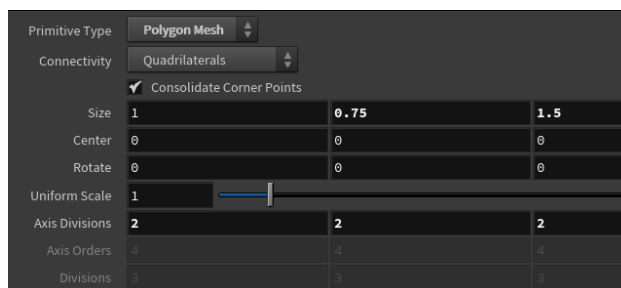 Primitive Type Polygon Mesh
Connectivity Quadrilaterals
Consolidate Corner Points
Size 1 0.75 1.5
Center 0 0 0
Rotate 0 0 0
Uniform Scale 1
Axis Divisions 2 2 2
Axis Orders 4 4 4
Divisions 3 3 3